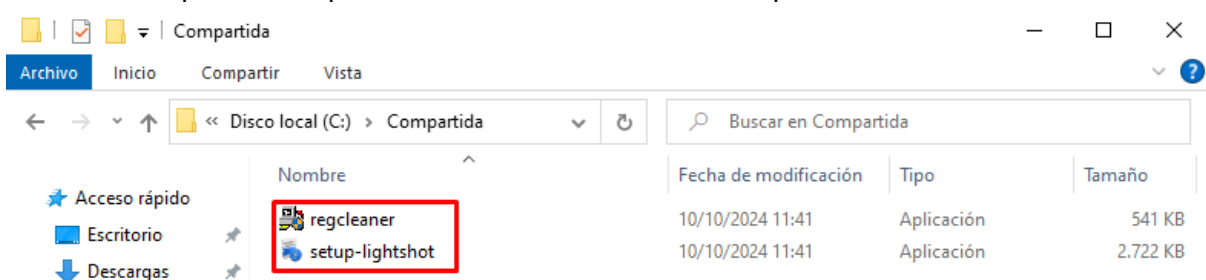 Compartida
Archivo Inicio Compartir Vista
« Disco local (C:) > Compartida Buscar en Compartida
Nombre Fecha de modificación Tipo Tamaño
Acceso rápido
regcleaner 10/10/2024 11:41 Aplicación 541 KB
Escritorio
setup-lightshot 10/10/2024 11:41 Aplicación 2.722 KB
Descargas